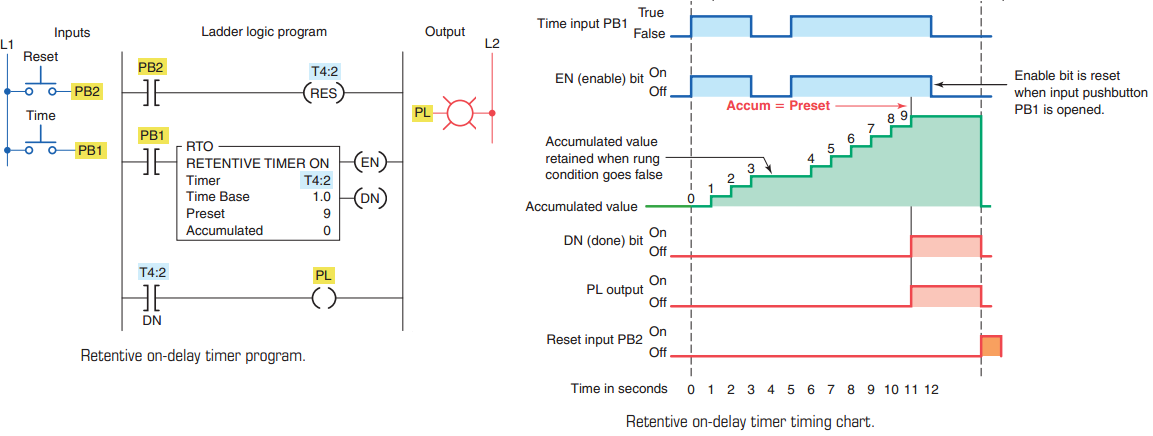 Inputs
Ladder logic program
Output
L1
L2
Reset
PB2
Time
PB1
PB2
T4:2
RES
PB1
RTO
RETENTIVE TIMER ON
Timer T4:2
Time Base 1.0
Preset 9
Accumulated 0
EN
DN
T4:2
DN
PL
PL
Retentive on-delay timer program.
Time input PB1
True
False
EN (enable) bit
On
Off
Enable bit is reset
when input pushbutton
PB1 is opened.
Accum = Preset
Accumulated value
retained when rung
condition goes false
0 1 2 3 4 5 6 7 8 9
Accumulated value
DN (done) bit
On
Off
PL output
On
Off
Reset input PB2
On
Off
Time in seconds 0 1 2 3 4 5 6 7 8 9 10 11 12
Retentive on-delay timer timing chart.